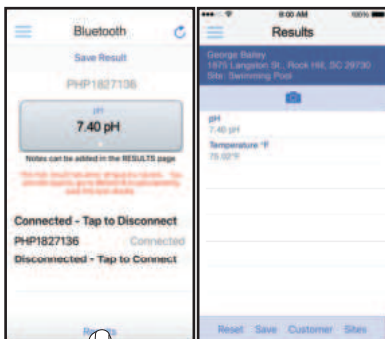 Bluetooth
Save Result
PHP1827136
pH
7.40 pH
Notes can be added in the RESULTS page
Connected - Tap to Disconnect
PHP1827136 Connected
Disconnected - Tap to Connect
Results
8:00 AM 100%
Results
George Bailey
1875 Langston St., Rock Hill, SC 29730
Site: Swimming Pool
pH
7.40 pH
Temperature °F
Reset Save Customer Sites